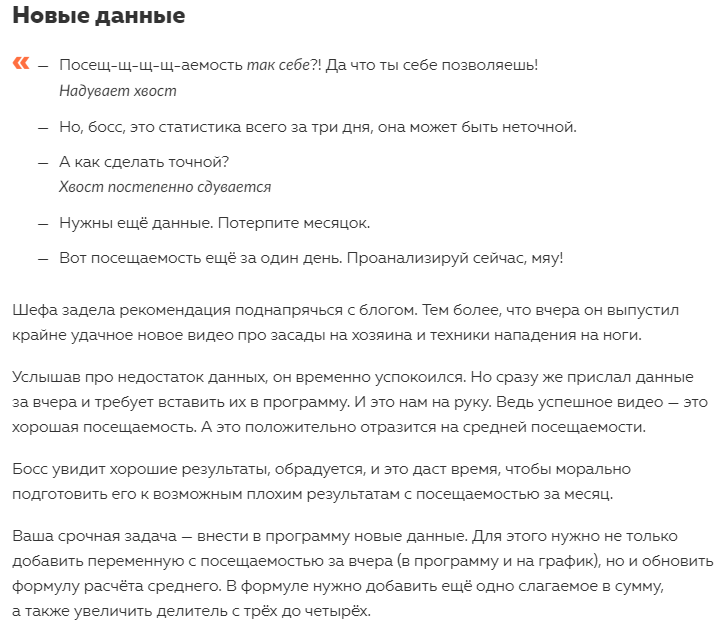 Новые данные
« — Посещ-щ-щ-щ-аемость так себе?! Да что ты себе позволяешь!
Надувает хвост
— Но, босс, это статистика всего за три дня, она может быть неточной.
— А как сделать точной?
Хвост постепенно сдувается
— Нужны ещё данные. Потерпите месяцок.
— Вот посещаемость ещё за один день. Проанализируй сейчас, мяу!
Шефа задела рекомендация поднапрячься с блогом. Тем более, что вчера он выпустил
крайне удачное новое видео про засады на хозяина и техники нападения на ноги.
Услышав про недостаток данных, он временно успокоился. Но сразу же прислал данные
за вчера и требует вставить их в программу. И это нам на руку. Ведь успешное видео — это
хорошая посещаемость. А это положительно отразится на средней посещаемости.
Босс увидит хорошие результаты, обрадуется, и это даст время, чтобы морально
подготовить его к возможным плохим результатам с посещаемостью за месяц.
Ваша срочная задача — внести в программу новые данные. Для этого нужно не только
добавить переменную с посещаемостью за вчера (в программу и на график), но и обновить
формулу расчёта среднего. В формуле нужно добавить ещё одно слагаемое в сумму,
а также увеличить делитель с трёх до четырёх.